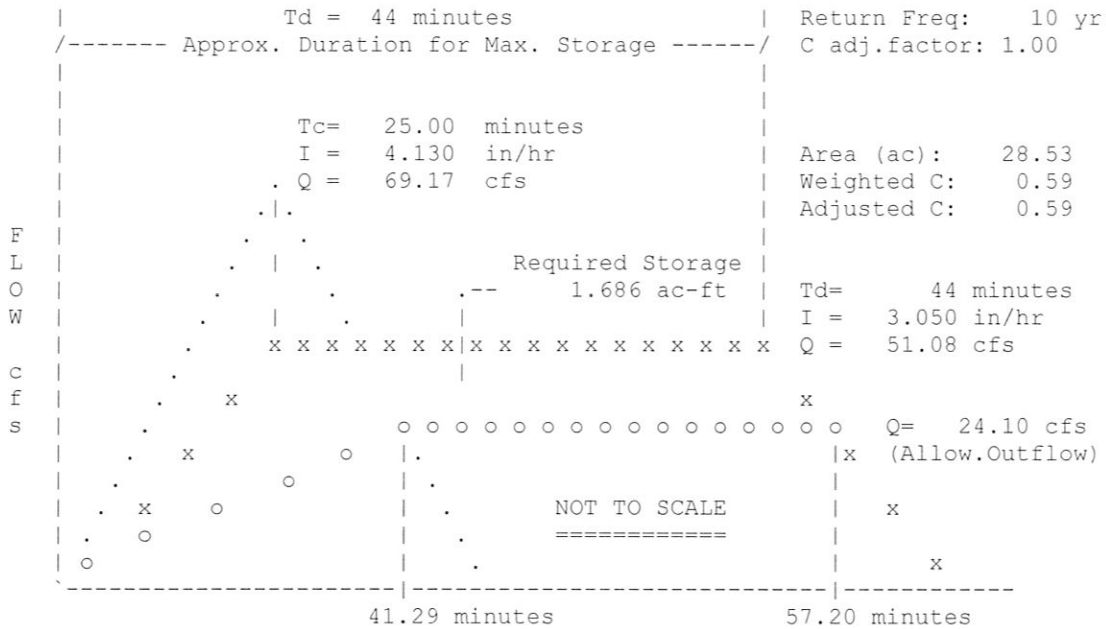 Td = 44 minutes Return Freq: 10 yr
/------- Approx. Duration for Max. Storage ------/ C adj.factor: 1.00
Tc= 25.00 minutes
I = 4.130 in/hr Area (ac): 28.53
Q = 69.17 cfs Weighted C: 0.59
Adjusted C: 0.59
F
L Required Storage
O 1.686 ac-ft Td= 44 minutes
W I = 3.050 in/hr
x x x x x x x|x x x x x x x x x x x Q = 51.08 cfs
c
f x x
s o o o o o o o o o o o o o o o o Q= 24.10 cfs
x o x (Allow.Outflow)
o
x o NOT TO SCALE x
o ============
o x
41.29 minutes 57.20 minutes